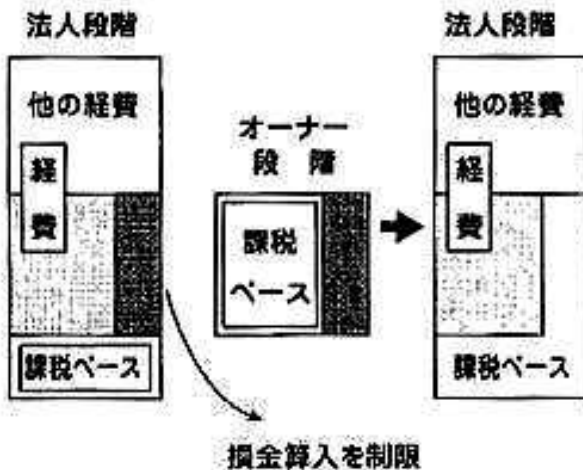 法人段階
他の経費
経
費
課税ベース
オーナー
段　階
課税
ベース
損金算入を制限
法人段階
他の経費
経
費
課税ベース